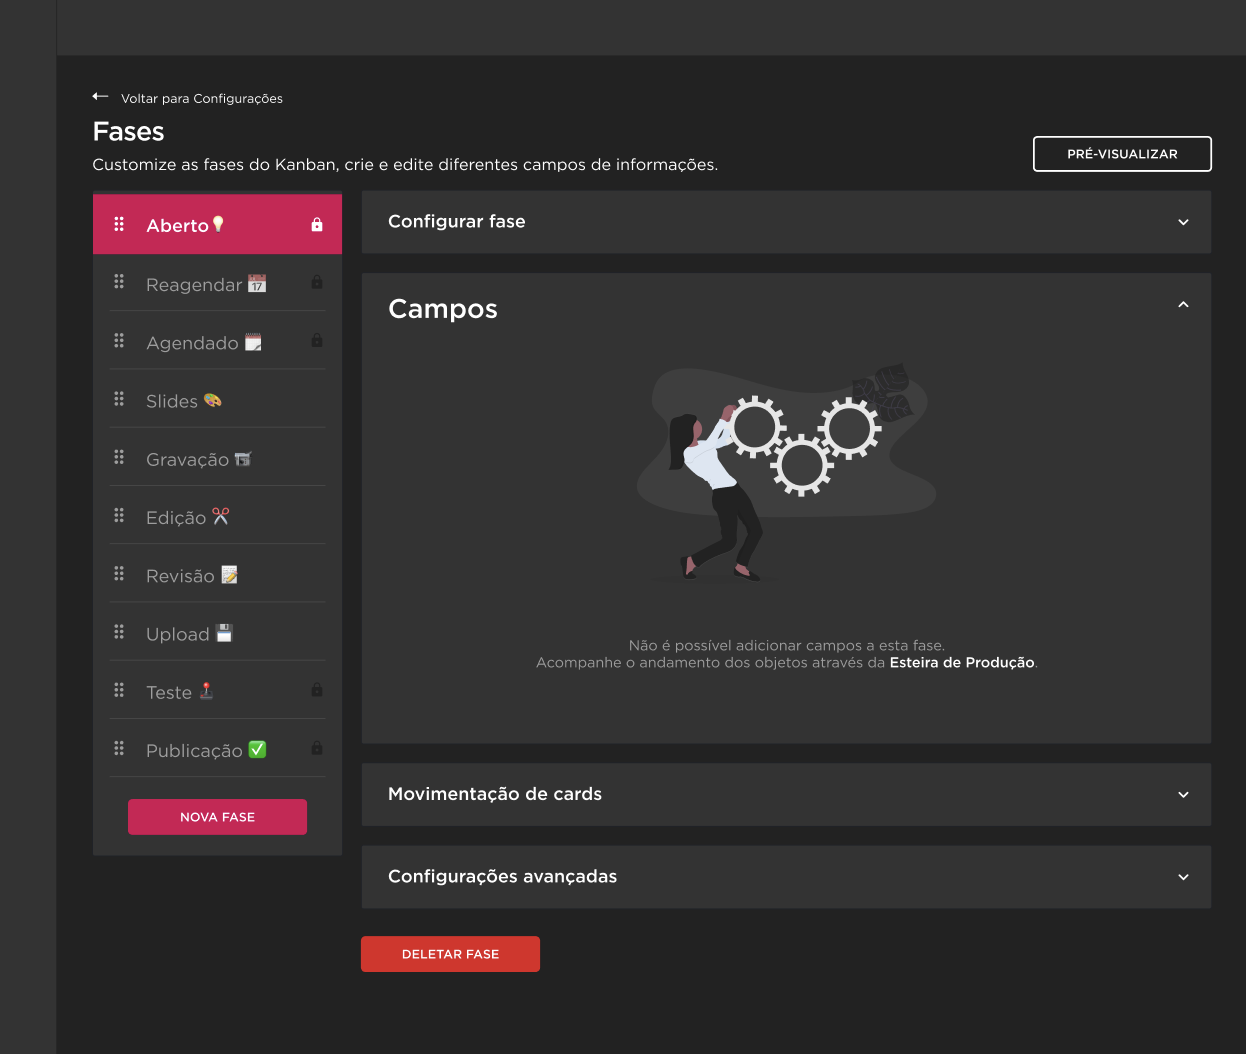 Voltar para Configurações
Fases
Customize as fases do Kanban, crie e edite diferentes campos de informações.
PRÉ-VISUALIZAR
Aberto
Reagendar
Agendado
Slides
Gravação
Edição
Revisão
Upload
Teste
Publicação
NOVA FASE
Configurar fase
Campos
Não é possível adicionar campos a esta fase.
Acompanhe o andamento dos objetos através da Esteira de Produção.
Movimentação de cards
Configurações avançadas
DELETAR FASE